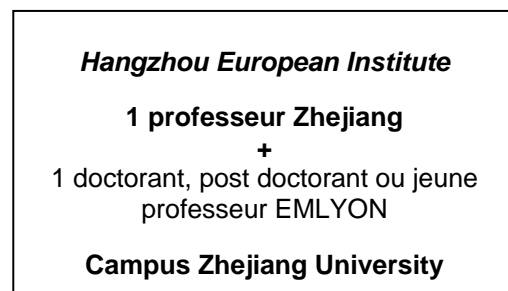 Hangzhou European Institute
1 professeur Zhejiang
+
1 doctorant, post doctorant ou jeune
professeur EMLYON
Campus Zhejiang University